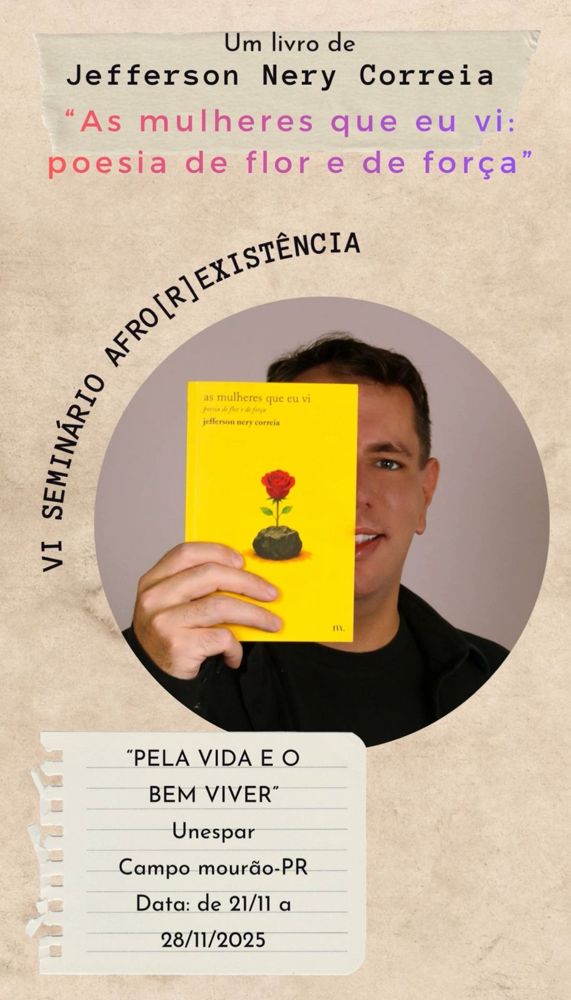 Um livro de
Jefferson Nery Correia
“As mulheres que eu vi:
poesia de flor e de força”
VI SEMINÁRIO AFRO[R]EXISTÊNCIA
as mulheres que eu vi
poesia de flor e de força
jefferson nery correia
m.
“PELA VIDA E O
BEM VIVER”
Unespar
Campo mourão-PR
Data: de 21/11 a
28/11/2025